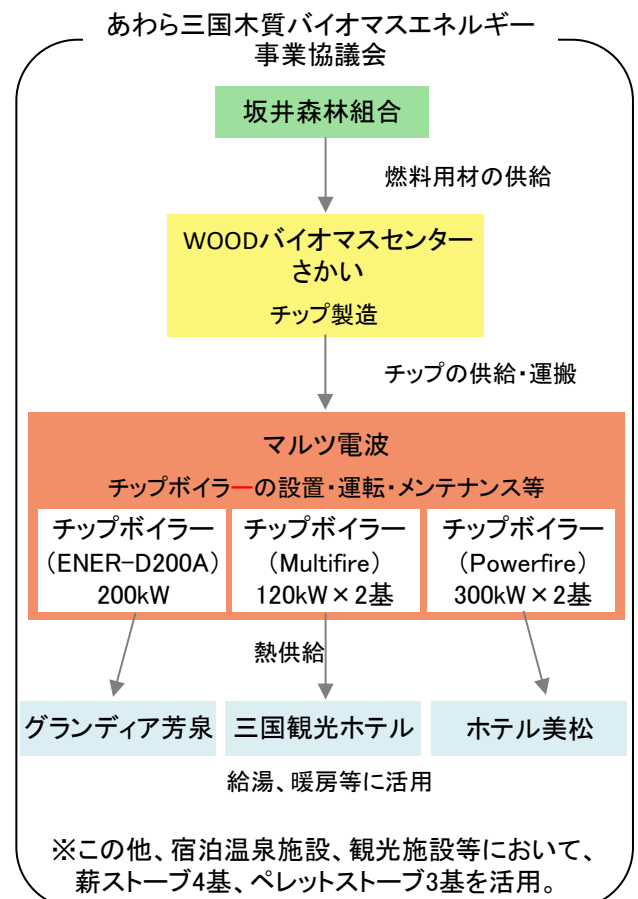 あわら三国木質バイオマスエネルギー
事業協議会
坂井森林組合
燃料用材の供給
WOODバイオマスセンター
さかい
チップ製造
チップの供給・運搬
マルツ電波
チップボイラーの設置・運転・メンテナンス等
チップボイラー
(ENER-D200A)
200kW
チップボイラー
(Multifire)
120kW×2基
チップボイラー
(Powerfire)
300kW×2基
熱供給
グランディア芳泉
三国観光ホテル
ホテル美松
給湯、暖房等に活用
※この他、宿泊温泉施設、観光施設等において、
薪ストーブ4基、ペレットストーブ3基を活用。